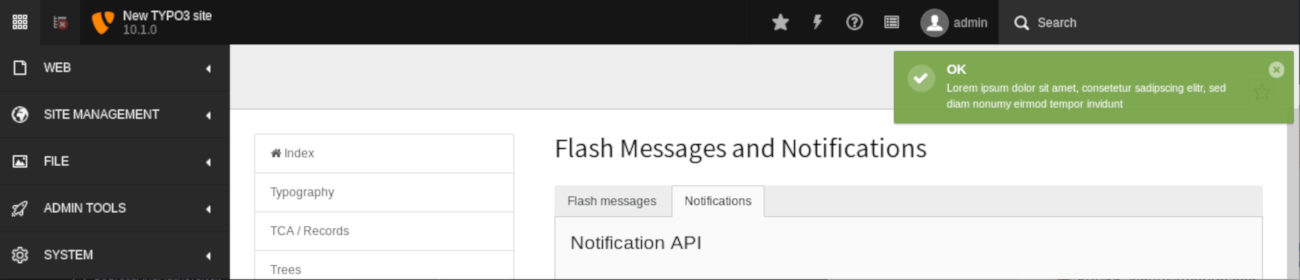 New TYPO3 site
10.1.0
admin
Search
WEB
SITE MANAGEMENT
FILE
ADMIN TOOLS
SYSTEM
OK
Lorem ipsum dolor sit amet, consetetur sadipscing elitr, sed
diam nonumy eirmod tempor invidunt
Index
Typography
TCA / Records
Trees
Flash Messages and Notifications
Flash messages
Notifications
Notification API